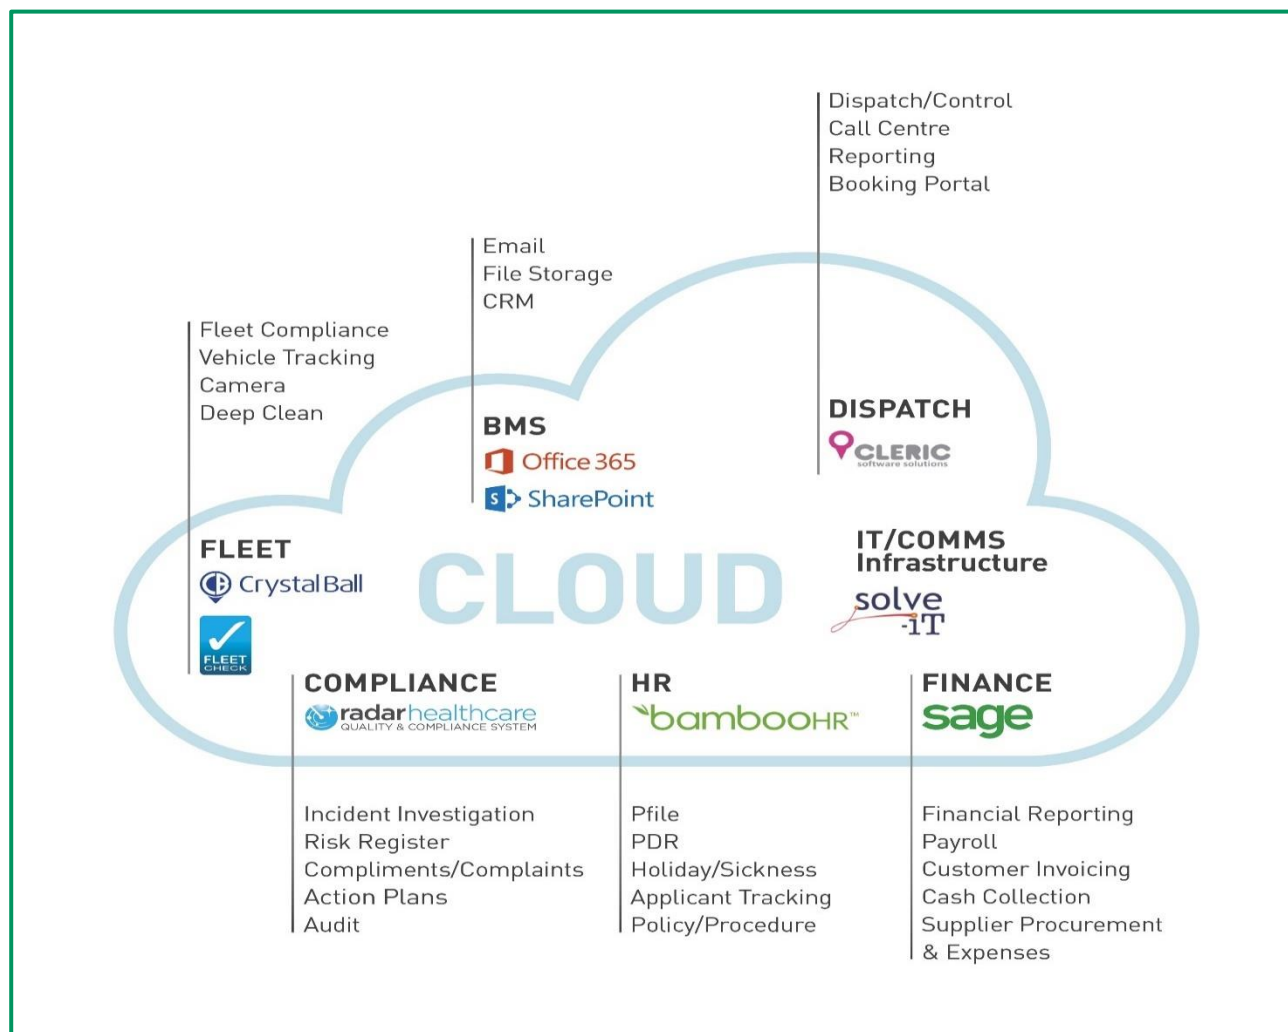 Dispatch/Control
Call Centre
Reporting
Booking Portal
Email
File Storage
CRM
Fleet Compliance
Vehicle Tracking
Camera
Deep Clean
BMS
Office 365
S
SharePoint
DISPATCH
CLERIC
software solutions
FLEET
CB CrystalBall
FLEET
CHECK
CLOUD
IT/COMMS
Infrastructure
solve
-iT
COMPLIANCE
radarhealthcare
QUALITY & COMPLIANCE SYSTEM
HR
bambooHR™
FINANCE
sage
Incident Investigation
Risk Register
Compliments/Complaints
Action Plans
Audit
Pfile
PDR
Holiday/Sickness
Applicant Tracking
Policy/Procedure
Financial Reporting
Payroll
Customer Invoicing
Cash Collection
Supplier Procurement
& Expenses